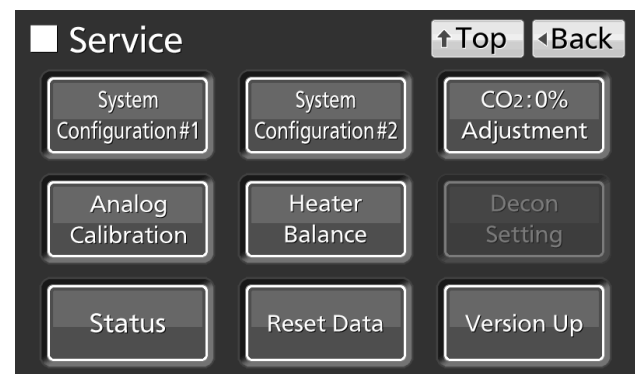 Service
↑Top
◂Back
System
Configuration#1
System
Configuration#2
CO2:0%
Adjustment
Analog
Calibration
Heater
Balance
Decon
Setting
Status
Reset Data
Version Up